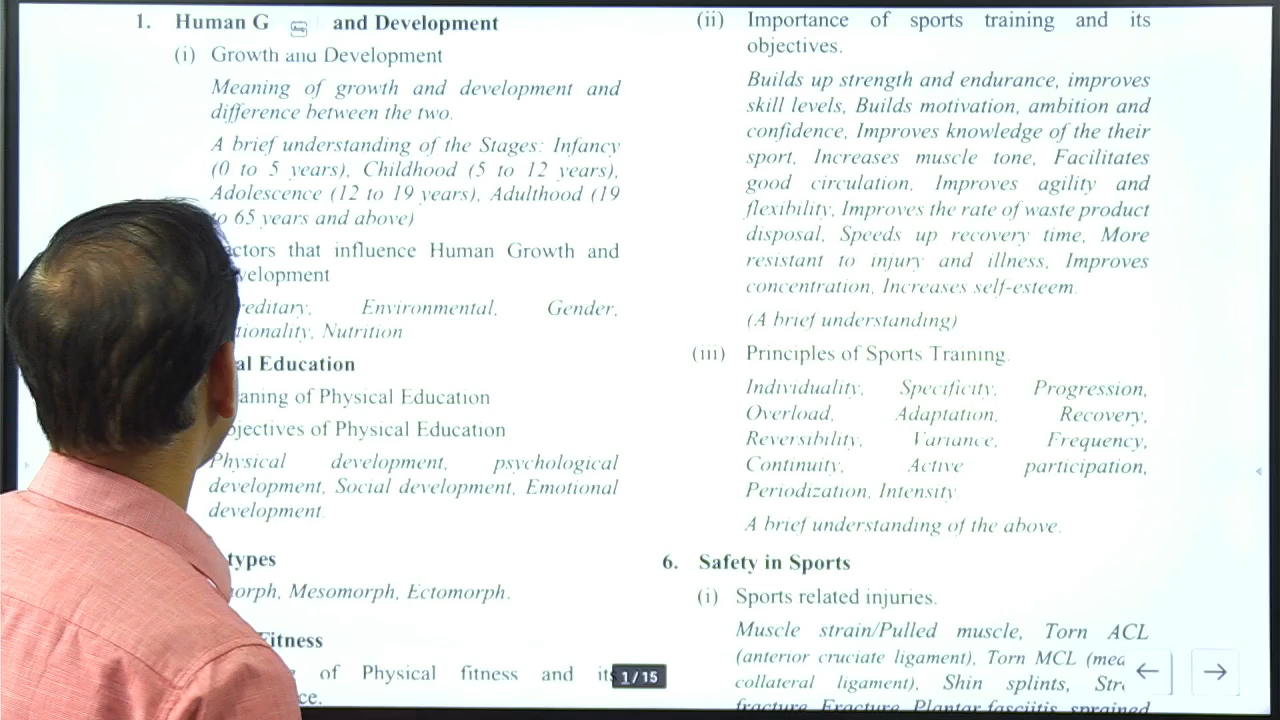 1. Human G and Development
(i) Growth and Development
Meaning of growth and development and
difference between the two.
A brief understanding of the Stages: Infancy
(0 to 5 years), Childhood (5 to 12 years),
Adolescence (12 to 19 years), Adulthood (19
to 65 years and above)
ctors that influence Human Growth and
velopment
reditary, Environmental, Gender,
tionality, Nutrition
al Education
aning of Physical Education
jectives of Physical Education
Physical development, psychological
development, Social development, Emotional
development.
types
orph, Mesomorph, Ectomorph.
Fitness
of Physical fitness and its
ce.
(ii) Importance of sports training and its
objectives.
Builds up strength and endurance, improves
skill levels, Builds motivation, ambition and
confidence, Improves knowledge of the their
sport, Increases muscle tone, Facilitates
good circulation, Improves agility and
flexibility, Improves the rate of waste product
disposal, Speeds up recovery time, More
resistant to injury and illness, Improves
concentration, Increases self-esteem.
(A brief understanding)
(iii) Principles of Sports Training.
Individuality, Specificity, Progression,
Overload, Adaptation, Recovery,
Reversibility, Variance, Frequency,
Continuity, Active participation,
Periodization, Intensity
A brief understanding of the above.
6. Safety in Sports
(i) Sports related injuries.
Muscle strain/Pulled muscle, Torn ACL
(anterior cruciate ligament), Torn MCL (med
collateral ligament), Shin splints, Stre
fracture, Fracture, Plantar fasciitis, sprained
1/15